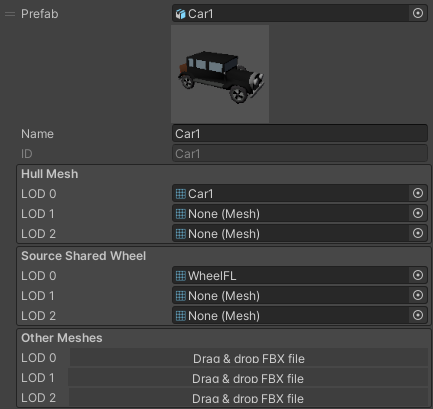 Prefab Car1
Name Car1
ID Car1
Hull Mesh
LOD 0 Car1
LOD 1 None (Mesh)
LOD 2 None (Mesh)
Source Shared Wheel
LOD 0 WheelFL
LOD 1 None (Mesh)
LOD 2 None (Mesh)
Other Meshes
LOD 0 Drag & drop FBX file
LOD 1 Drag & drop FBX file
LOD 2 Drag & drop FBX file